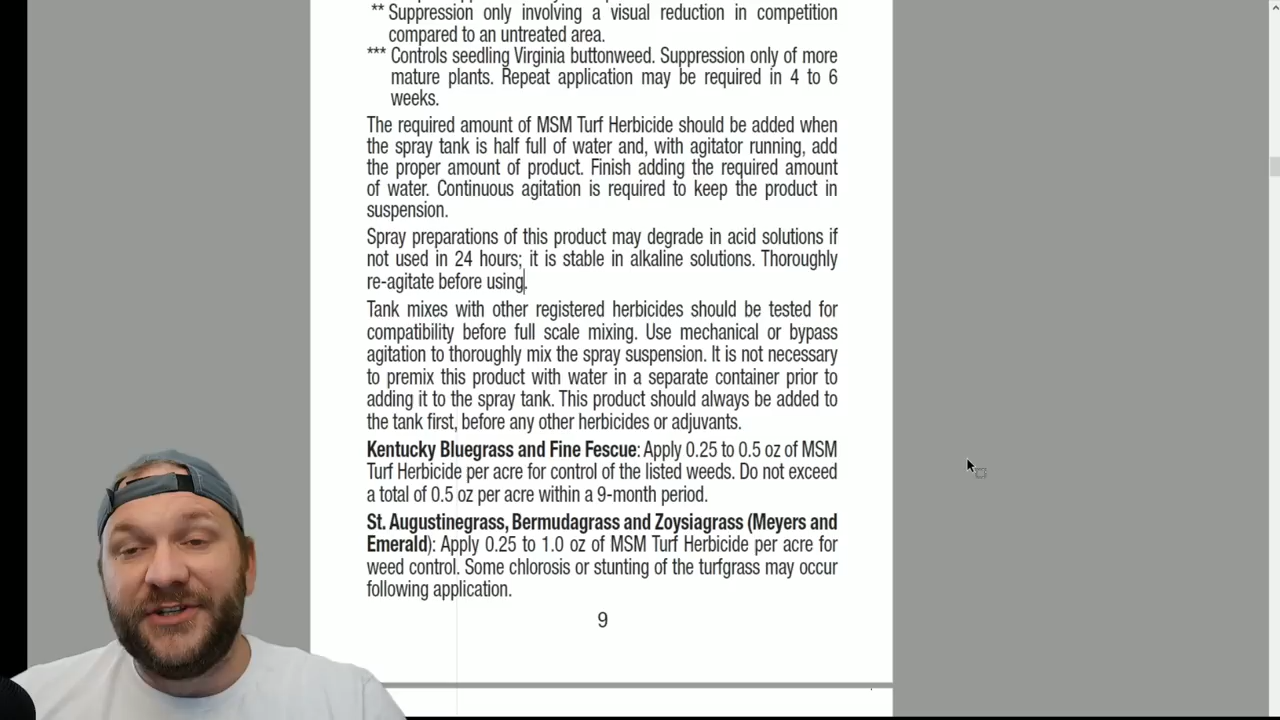 ** Suppression only involving a visual reduction in competition
compared to an untreated area.
*** Controls seedling Virginia buttonweed. Suppression only of more
mature plants. Repeat application may be required in 4 to 6
weeks.
The required amount of MSM Turf Herbicide should be added when
the spray tank is half full of water and, with agitator running, add
the proper amount of product. Finish adding the required amount
of water. Continuous agitation is required to keep the product in
suspension.
Spray preparations of this product may degrade in acid solutions if
not used in 24 hours; it is stable in alkaline solutions. Thoroughly
re-agitate before using.
Tank mixes with other registered herbicides should be tested for
compatibility before full scale mixing. Use mechanical or bypass
agitation to thoroughly mix the spray suspension. It is not necessary
to premix this product with water in a separate container prior to
adding it to the spray tank. This product should always be added to
the tank first, before any other herbicides or adjuvants.
Kentucky Bluegrass and Fine Fescue: Apply 0.25 to 0.5 oz of MSM
Turf Herbicide per acre for control of the listed weeds. Do not exceed
a total of 0.5 oz per acre within a 9-month period.
St. Augustinegrass, Bermudagrass and Zoysiagrass (Meyers and
Emerald): Apply 0.25 to 1.0 oz of MSM Turf Herbicide per acre for
weed control. Some chlorosis or stunting of the turfgrass may occur
following application.
9